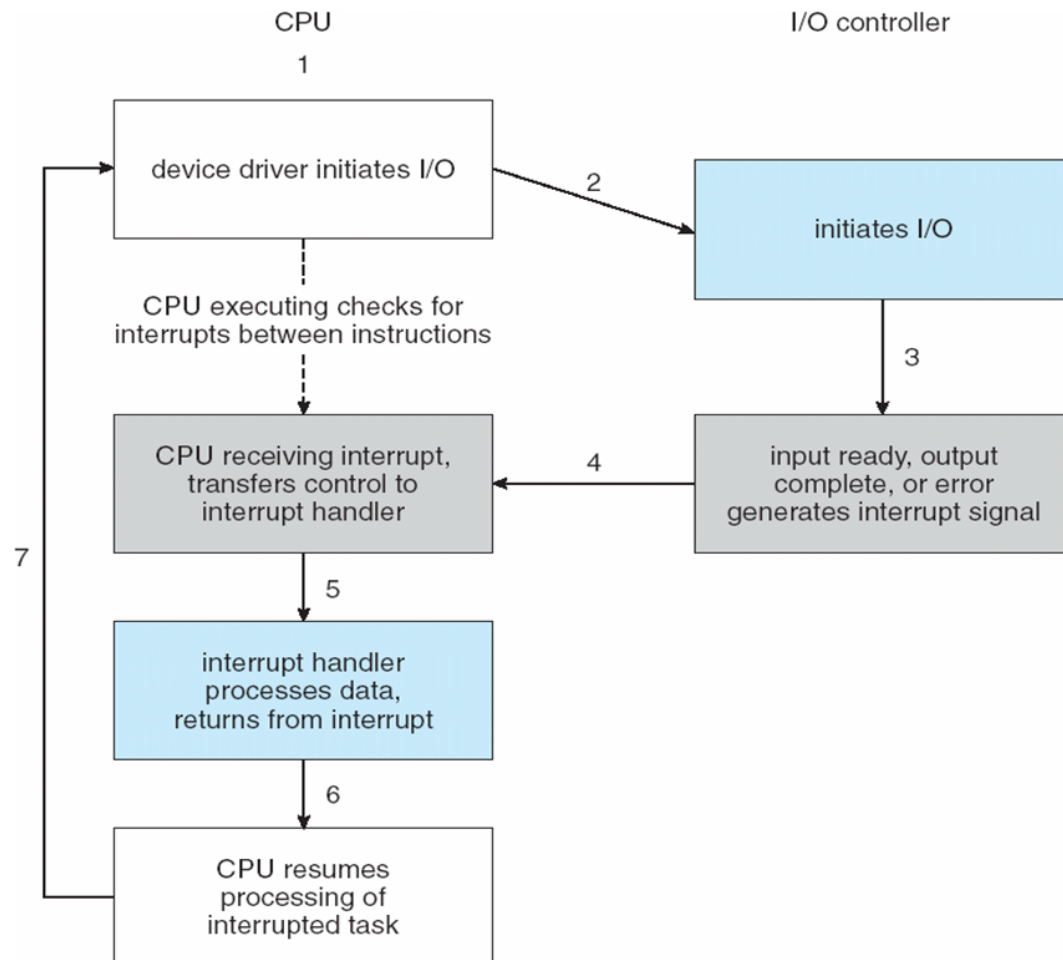 CPU
I/O controller
1
device driver initiates I/O
2
initiates I/O
CPU executing checks for
interrupts between instructions
3
CPU receiving interrupt,
transfers control to
interrupt handler
4
input ready, output
complete, or error
generates interrupt signal
7
5
interrupt handler
processes data,
returns from interrupt
6
CPU resumes
processing of
interrupted task